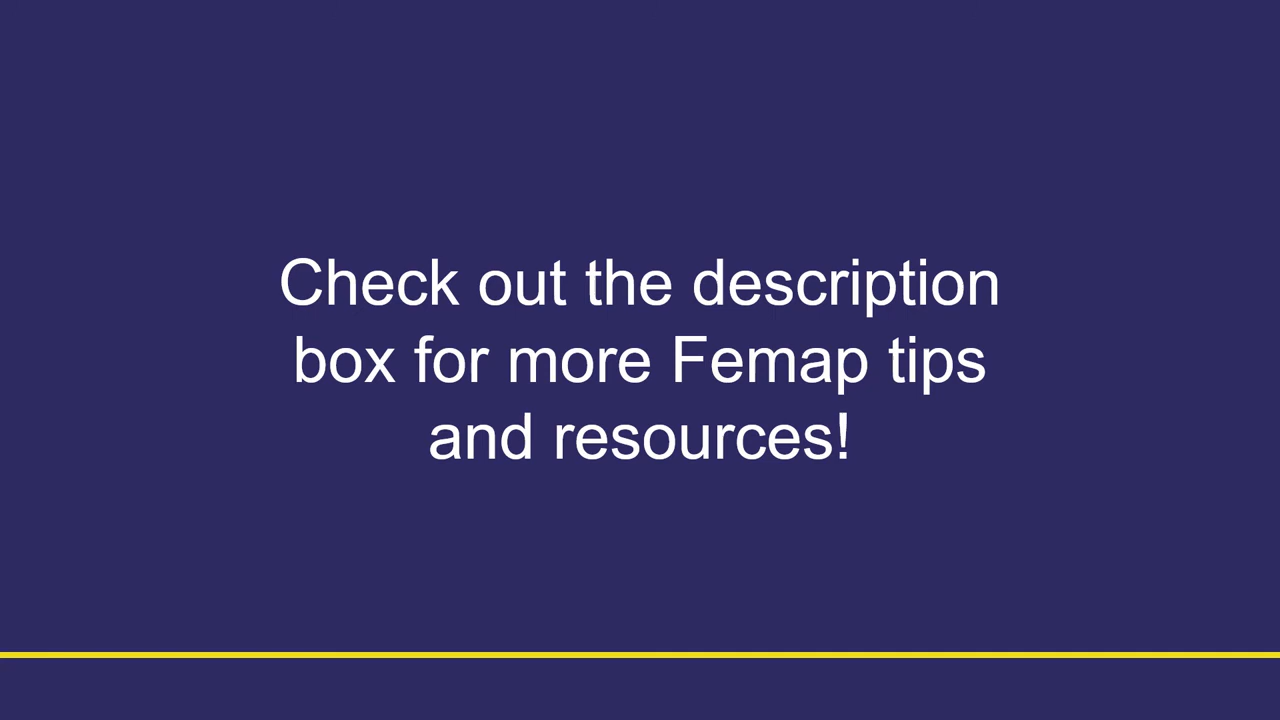 Check out the description
box for more Femap tips
and resources!